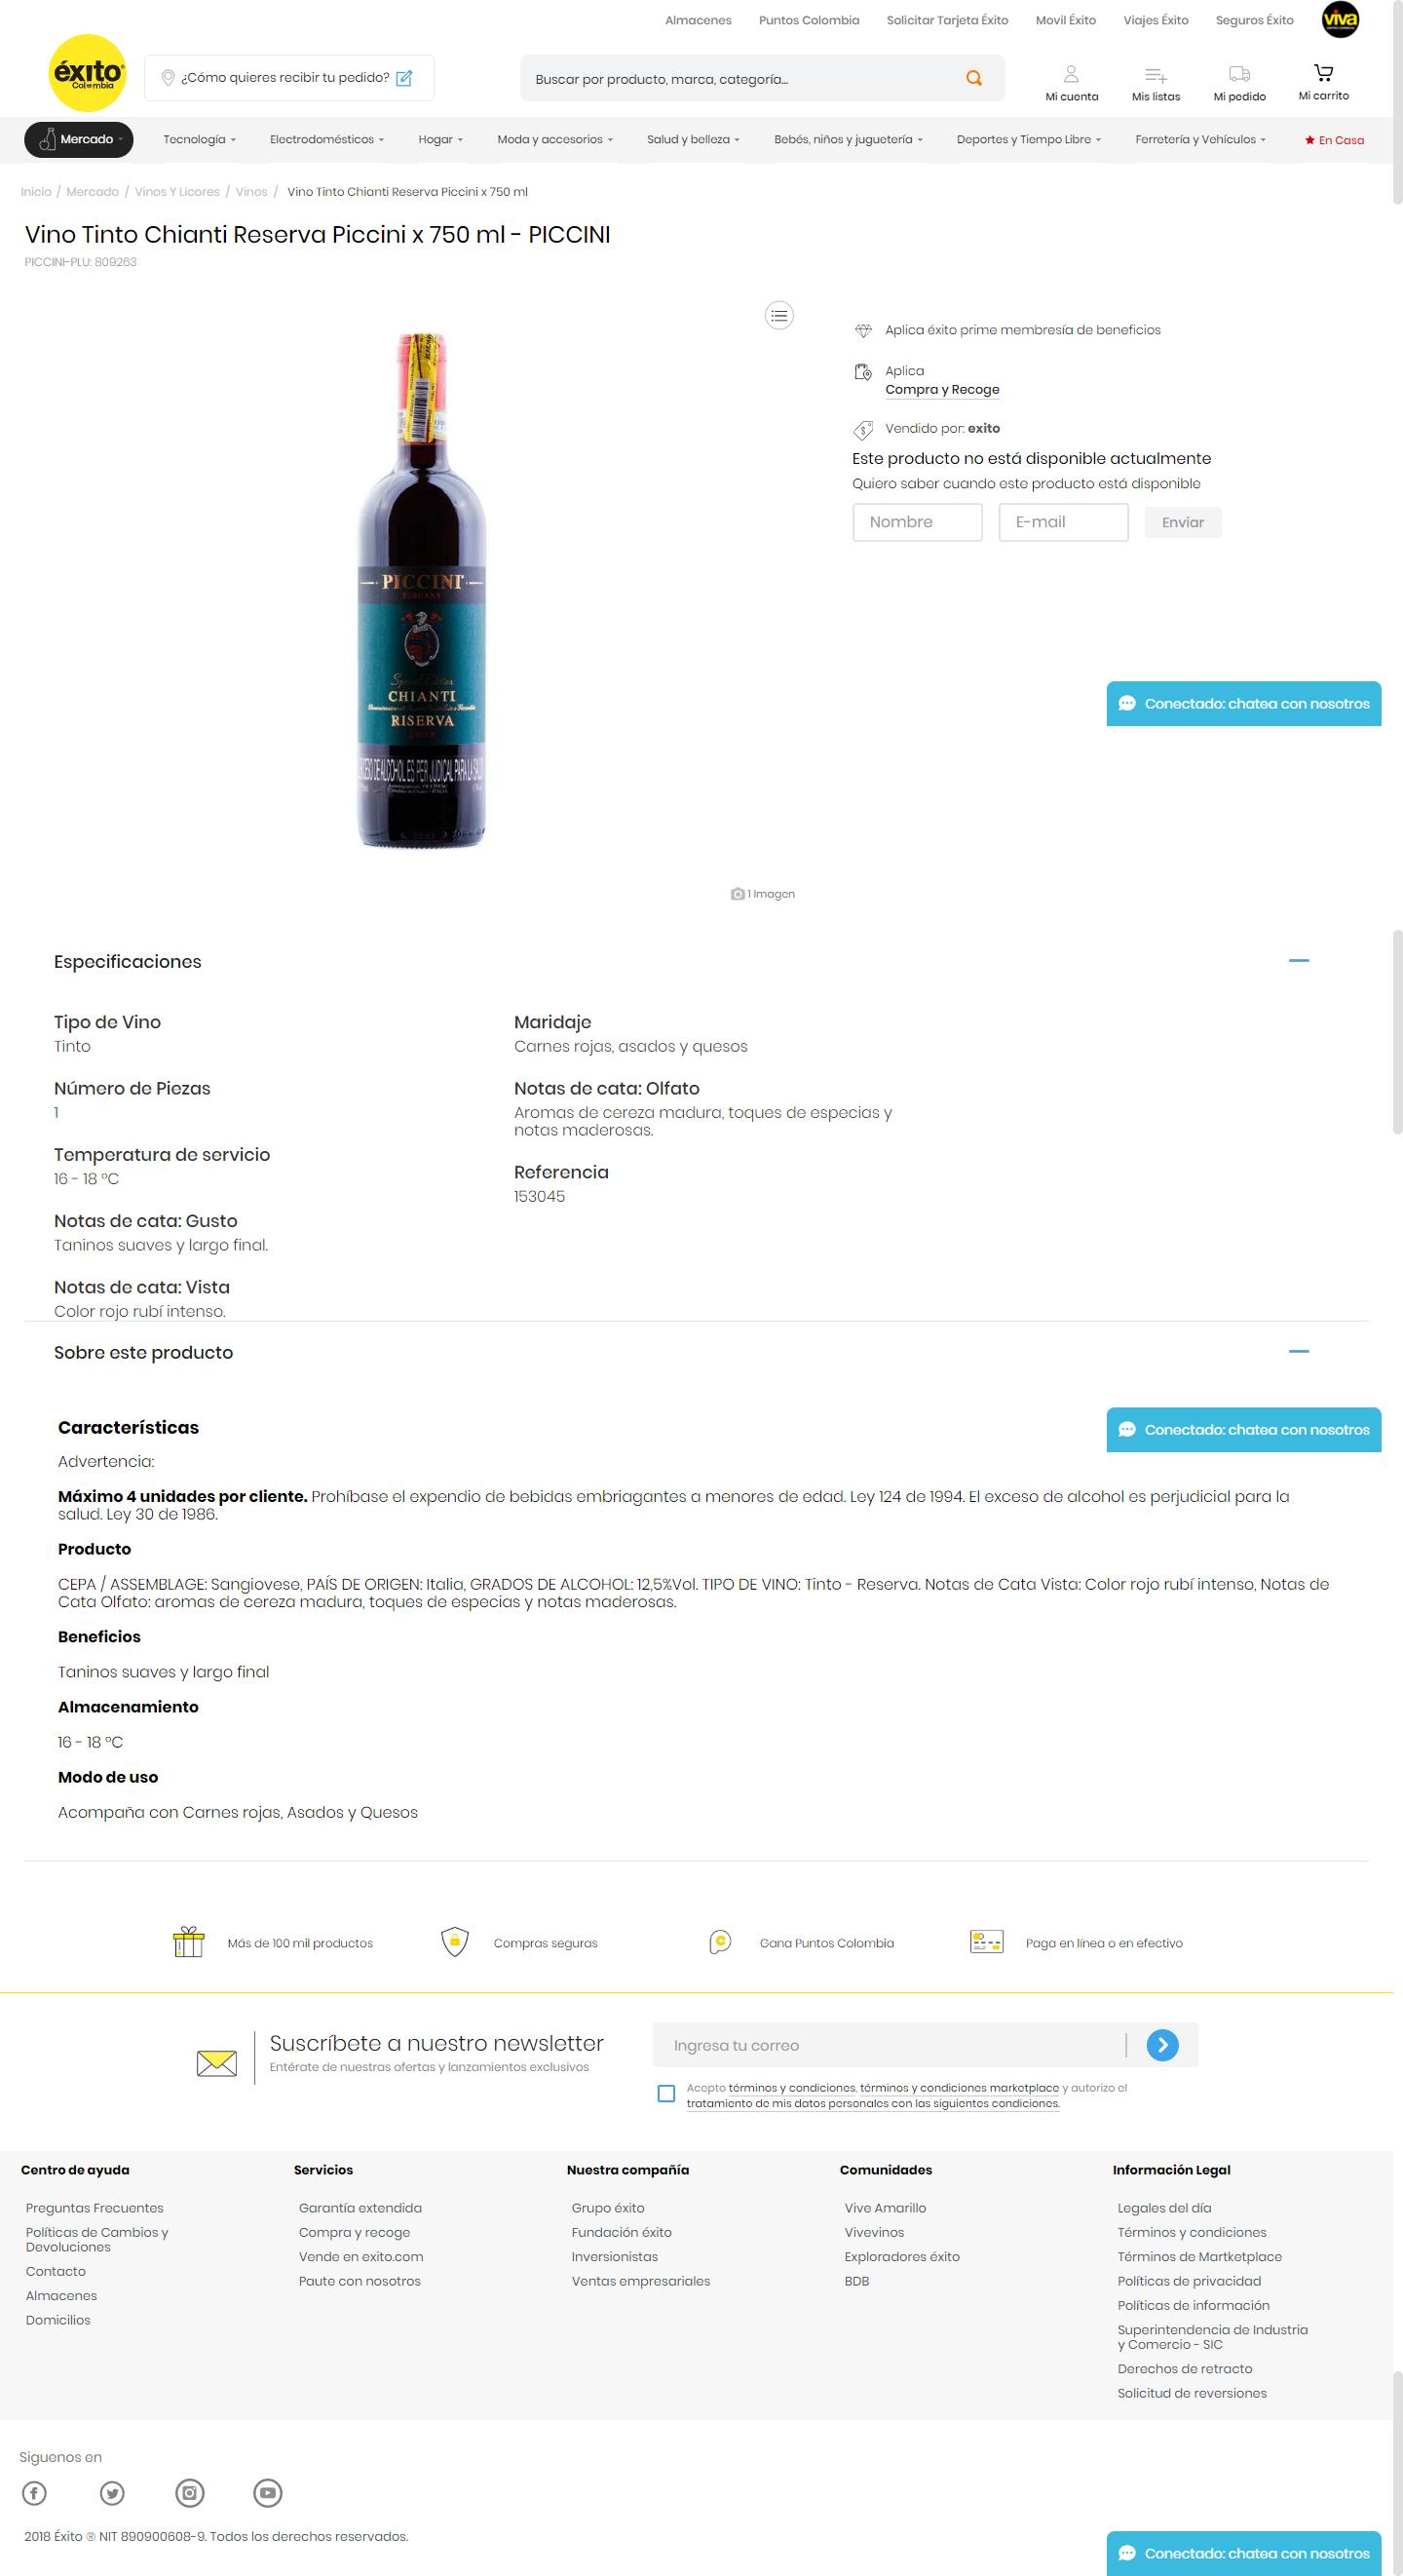 Almacenes Puntos Colombia Solicitar Tarjeta Éxito Movil Éxito Viajes Éxito Seguros Éxito viva
éxito
Colombia
¿Cómo quieres recibir tu pedido?
Buscar por producto, marca, categoría...
Mi cuenta Mis listas Mi pedido Mi carrito
Mercado Tecnología Electrodomésticos Hogar Moda y accesorios Salud y belleza Bebés, niños y juguetería Deportes y Tiempo Libre Ferretería y Vehículos En Casa
Inicio / Mercado / Vinos Y Licores / Vinos / Vino Tinto Chianti Reserva Piccini x 750 ml
Vino Tinto Chianti Reserva Piccini x 750 ml - PICCINI
PICCINI-PLU: 809263
Aplica éxito prime membresía de beneficios
Aplica
Compra y Recoge
Vendido por: exito
Este producto no está disponible actualmente
Quiero saber cuando este producto está disponible
Nombre E-mail Enviar
PICCINI
TUSCANY
Special Edition
CHIANTI
RISERVA
Conectado: chatea con nosotros
1 Imagen
Especificaciones
Tipo de Vino
Tinto
Número de Piezas
1
Temperatura de servicio
16 - 18 °C
Notas de cata: Gusto
Taninos suaves y largo final.
Notas de cata: Vista
Color rojo rubí intenso.
Maridaje
Carnes rojas, asados y quesos
Notas de cata: Olfato
Aromas de cereza madura, toques de especias y
notas maderosas.
Referencia
153045
Sobre este producto
Características
Conectado: chatea con nosotros
Advertencia:
Máximo 4 unidades por cliente. Prohíbase el expendio de bebidas embriagantes a menores de edad. Ley 124 de 1994. El exceso de alcohol es perjudicial para la
salud. Ley 30 de 1986.
Producto
CEPA / ASSEMBLAGE: Sangiovese, PAÍS DE ORIGEN: Italia, GRADOS DE ALCOHOL: 12,5%Vol. TIPO DE VINO: Tinto - Reserva. Notas de Cata Vista: Color rojo rubí intenso, Notas de
Cata Olfato: aromas de cereza madura, toques de especias y notas maderosas.
Beneficios
Taninos suaves y largo final
Almacenamiento
16 - 18 °C
Modo de uso
Acompaña con Carnes rojas, Asados y Quesos
Más de 100 mil productos Compras seguras Gana Puntos Colombia Paga en línea o en efectivo
Suscríbete a nuestro newsletter
Entérate de nuestras ofertas y lanzamientos exclusivos
Ingresa tu correo
Acepto términos y condiciones, términos y condiciones marketplace y autorizo el
tratamiento de mis datos personales con las siguientes condiciones.
Centro de ayuda
Preguntas Frecuentes
Políticas de Cambios y
Devoluciones
Contacto
Almacenes
Domicilios
Servicios
Garantía extendida
Compra y recoge
Vende en exito.com
Paute con nosotros
Nuestra compañía
Grupo éxito
Fundación éxito
Inversionistas
Ventas empresariales
Comunidades
Vive Amarillo
Vivevinos
Exploradores éxito
BDB
Información Legal
Legales del día
Términos y condiciones
Términos de Martketplace
Políticas de privacidad
Políticas de información
Superintendencia de Industria
y Comercio - SIC
Derechos de retracto
Solicitud de reversiones
Síguenos en
2018 Éxito ® NIT 890900608-9. Todos los derechos reservados.
Conectado: chatea con nosotros